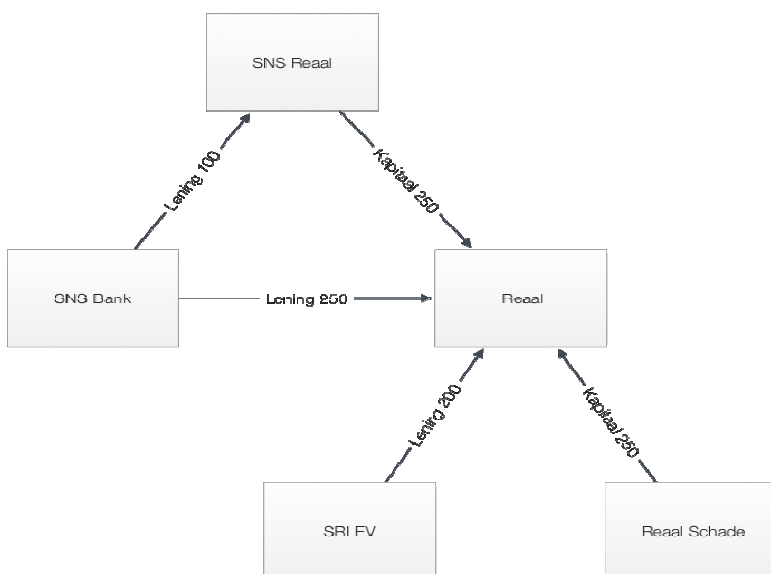 SNS Reaal
Lening 100
Kapitaal 250
SNS Bank
Lening 250
Reaal
Lening 200
Kapitaal 250
SRLEV
Reaal Schade